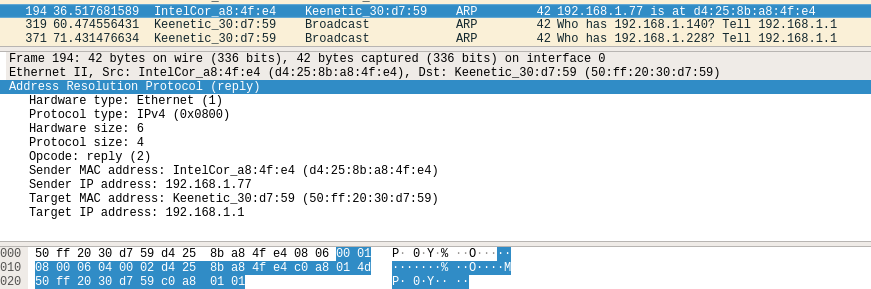 194 36.517681589 IntelCor_a8:4f:e4 Keenetic_30:d7:59 ARP 42 192.168.1.77 is at d4:25:8b:a8:4f:e4
319 60.474556431 Keenetic_30:d7:59 Broadcast ARP 42 Who has 192.168.1.140? Tell 192.168.1.1
371 71.431476634 Keenetic_30:d7:59 Broadcast ARP 42 Who has 192.168.1.228? Tell 192.168.1.1
Frame 194: 42 bytes on wire (336 bits), 42 bytes captured (336 bits) on interface 0
Ethernet II, Src: IntelCor_a8:4f:e4 (d4:25:8b:a8:4f:e4), Dst: Keenetic_30:d7:59 (50:ff:20:30:d7:59)
Address Resolution Protocol (reply)
Hardware type: Ethernet (1)
Protocol type: IPv4 (0x0800)
Hardware size: 6
Protocol size: 4
Opcode: reply (2)
Sender MAC address: IntelCor_a8:4f:e4 (d4:25:8b:a8:4f:e4)
Sender IP address: 192.168.1.77
Target MAC address: Keenetic_30:d7:59 (50:ff:20:30:d7:59)
Target IP address: 192.168.1.1
000 50 ff 20 30 d7 59 d4 25 8b a8 4f e4 08 06 00 01 P· 0·Y·% ··O·····
010 08 00 06 04 00 02 d4 25 8b a8 4f e4 c0 a8 01 4d ·······% ··O····M
020 50 ff 20 30 d7 59 c0 a8 01 01 P· 0·Y·· ··